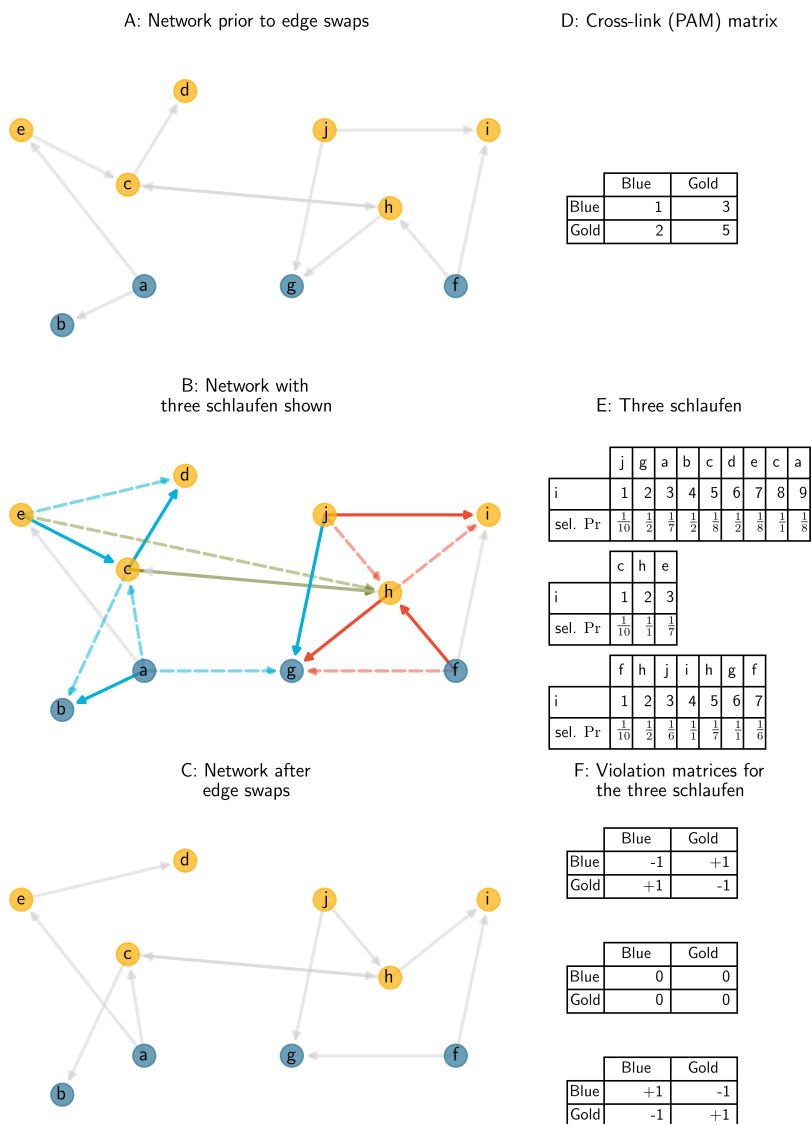 A: Network prior to edge swaps
d
e
j
i
c
h
a
g
f
b
D: Cross-link (PAM) matrix
Blue Gold
Blue 1 3
Gold 2 5
B: Network with
three schlaufen shown
d
e
j
i
c
h
a
g
f
b
E: Three schlaufen
j g a b c d e c a
i 1 2 3 4 5 6 7 8 9
sel. Pr 1/10 1/2 1/7 1/2 1/8 1/2 1/8 1/1 1/8
c h e
i 1 2 3
sel. Pr 1/10 1/1 1/7
f h j i h g f
i 1 2 3 4 5 6 7
sel. Pr 1/10 1/2 1/6 1/1 1/7 1/1 1/6
C: Network after
edge swaps
d
e
j
i
c
h
a
g
f
b
F: Violation matrices for
the three schlaufen
Blue Gold
Blue -1 +1
Gold +1 -1
Blue Gold
Blue 0 0
Gold 0 0
Blue Gold
Blue +1 -1
Gold -1 +1